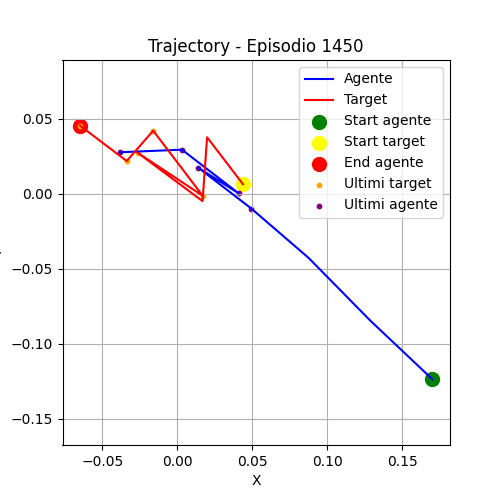 Trajectory - Episodio 1450
Agente
Target
Start agente
Start target
End agente
Ultimi target
Ultimi agente
0.05
0.00
−0.05
−0.10
−0.15
−0.05
0.00
0.05
0.10
0.15
X